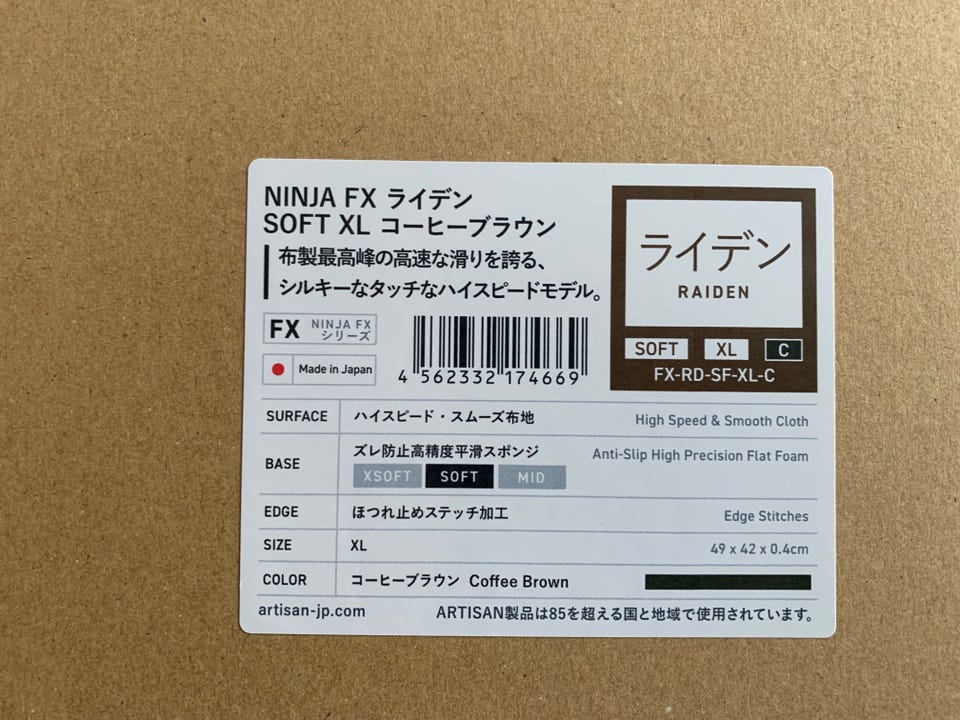 NINJA FX ライデン
SOFT XL コーヒーブラウン
布製最高峰の高速な滑りを誇る、
シルキーなタッチなハイスピードモデル。
FX NINJA FX
シリーズ
Made in Japan
4 562332 174669
ライデン
RAIDEN
SOFT XL C
FX-RD-SF-XL-C
SURFACE ハイスピード・スムーズ布地 High Speed & Smooth Cloth
BASE ズレ防止高精度平滑スポンジ Anti-Slip High Precision Flat Foam
XSOFT SOFT MID
EDGE ほつれ止めステッチ加工 Edge Stitches
SIZE XL 49 x 42 x 0.4cm
COLOR コーヒーブラウン Coffee Brown
artisan-jp.com ARTISAN製品は85を超える国と地域で使用されています。